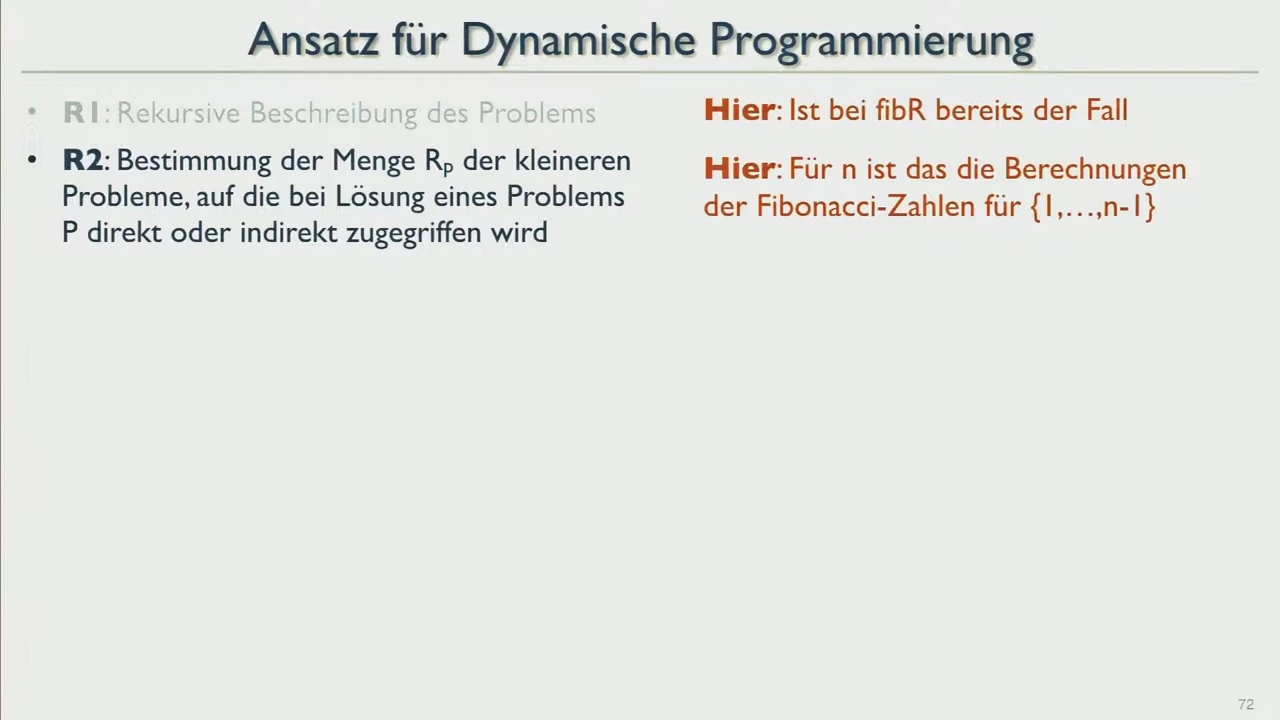 Ansatz für Dynamische Programmierung
• R1: Rekursive Beschreibung des Problems
Hier: Ist bei fibR bereits der Fall
• R2: Bestimmung der Menge Rp der kleineren
Probleme, auf die bei Lösung eines Problems
P direkt oder indirekt zugegriffen wird
Hier: Für n ist das die Berechnungen
der Fibonacci-Zahlen für {1,…,n-1}
72